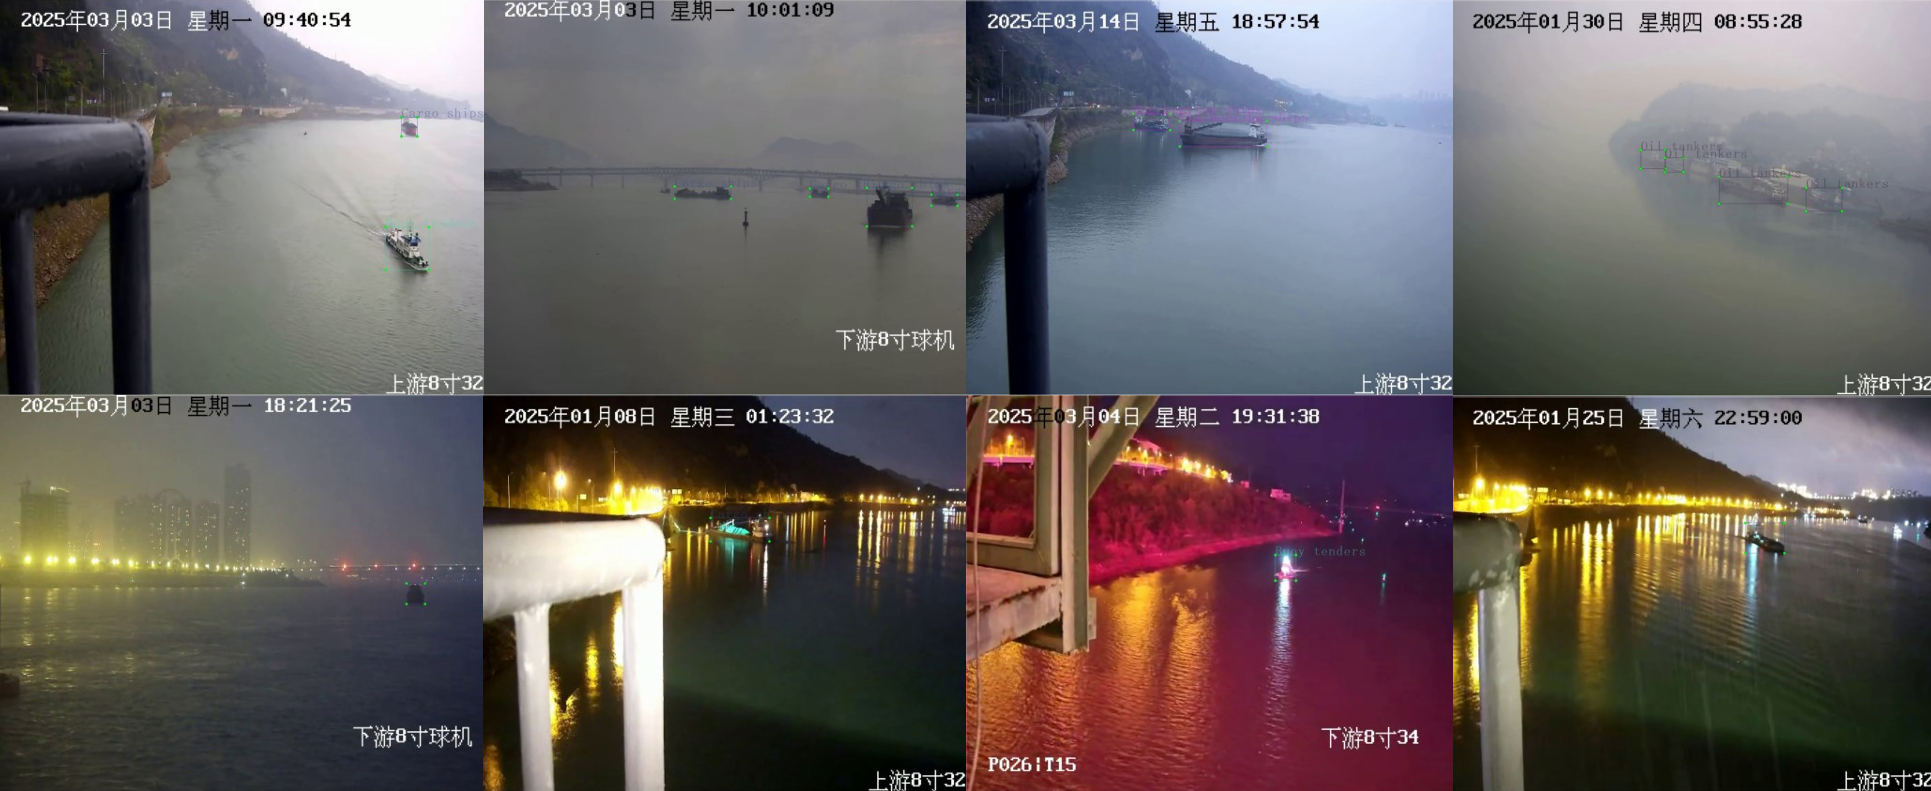 2025年03月03日 星期一 09:40:54
Cargo ships
上游8寸32
2025年03月03日 星期一 10:01:09
下游8寸球机
2025年03月14日 星期五 18:57:54
上游8寸32
2025年01月30日 星期四 08:55:28
Oil tankers
Oil tankers
Oil tankers
Oil tankers
上游8寸32
2025年03月03日 星期一 18:21:25
下游8寸球机
2025年01月08日 星期三 01:23:32
上游8寸32
2025年03月04日 星期二 19:31:38
Buoy tenders
下游8寸34
P026|T15
2025年01月25日 星期六 22:59:00
上游8寸32